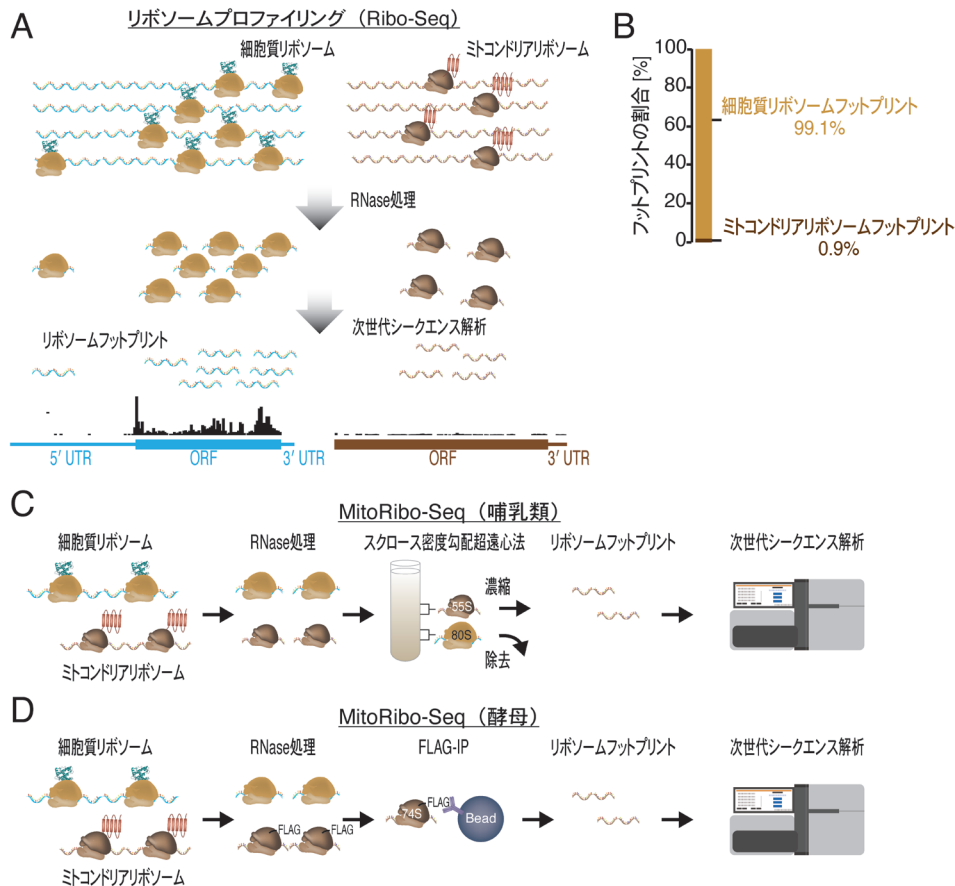 A
リボソームプロファイリング（Ribo-Seq）
細胞質リボソーム
ミトコンドリアリボソーム
RNase処理
次世代シークエンス解析
リボソームフットプリント
5′ UTR
ORF
3′ UTR
ORF
3′ UTR
B
フットプリントの割合 [%]
100
80
60
40
20
0
細胞質リボソームフットプリント
99.1%
ミトコンドリアリボソームフットプリント
0.9%
C
MitoRibo-Seq（哺乳類）
細胞質リボソーム
RNase処理
スクロース密度勾配超遠心法
リボソームフットプリント
次世代シークエンス解析
濃縮
55S
80S
除去
ミトコンドリアリボソーム
D
MitoRibo-Seq（酵母）
細胞質リボソーム
RNase処理
FLAG-IP
リボソームフットプリント
次世代シークエンス解析
FLAG
FLAG
74S
FLAG
Bead
ミトコンドリアリボソーム